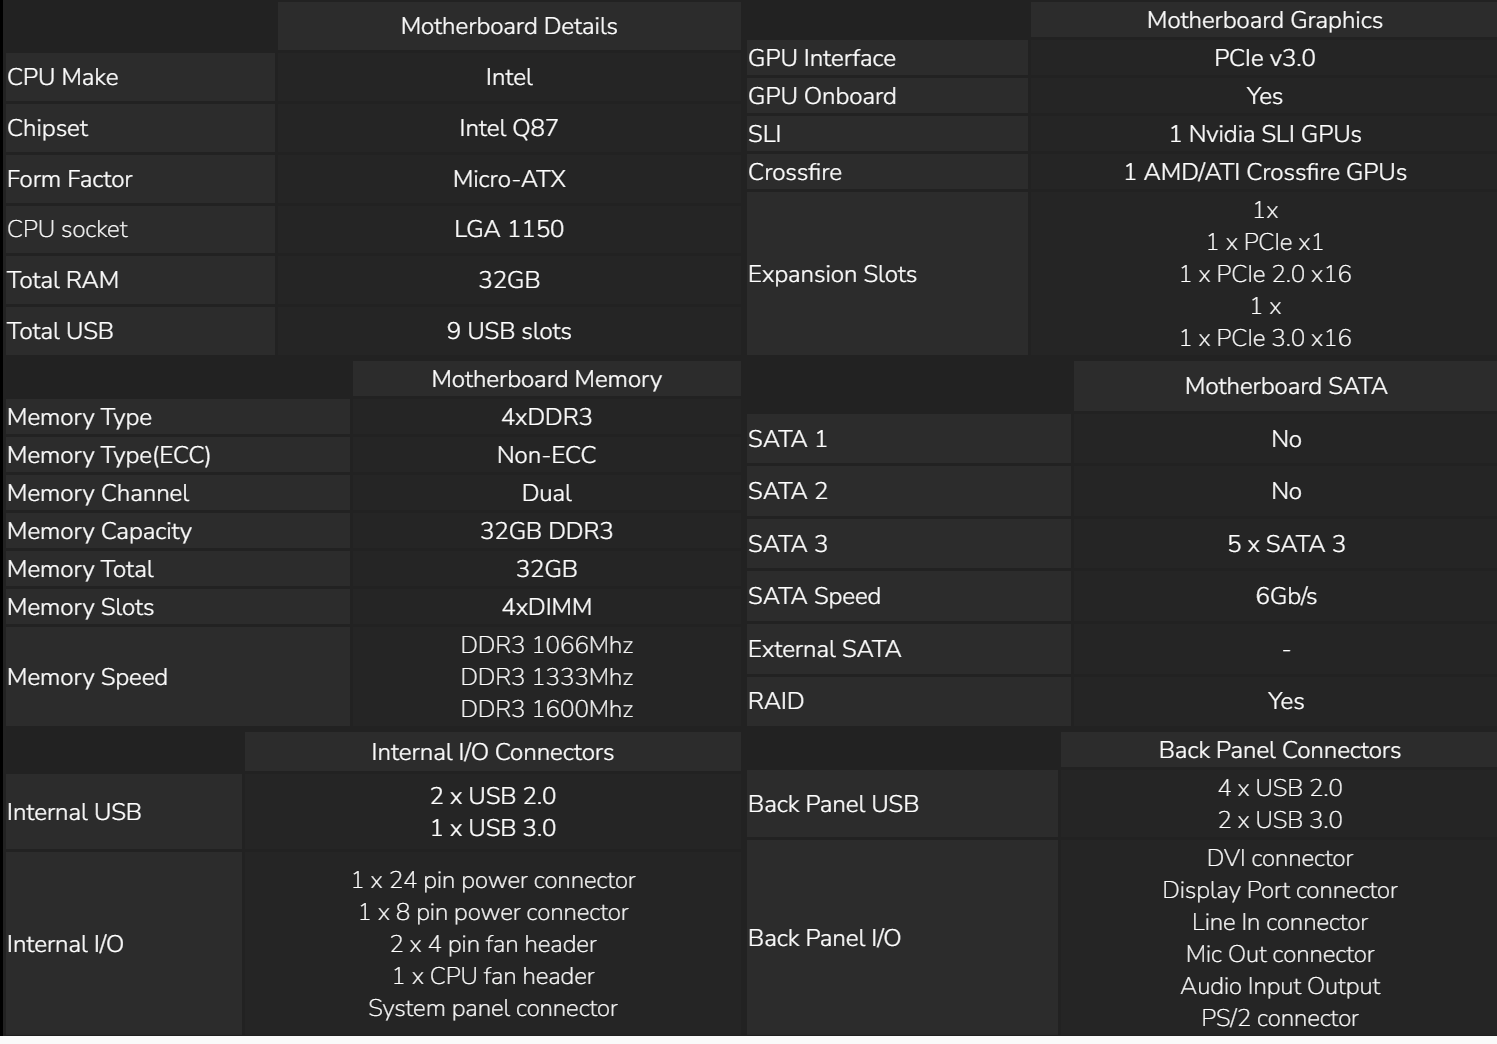 Motherboard Details
CPU Make Intel
Chipset Intel Q87
Form Factor Micro-ATX
CPU socket LGA 1150
Total RAM 32GB
Total USB 9 USB slots
Motherboard Graphics
GPU Interface PCIe v3.0
GPU Onboard Yes
SLI 1 Nvidia SLI GPUs
Crossfire 1 AMD/ATI Crossfire GPUs
Expansion Slots
1x
1 x PCIe x1
1 x PCIe 2.0 x16
1 x
1 x PCIe 3.0 x16
Motherboard Memory
Memory Type 4xDDR3
Memory Type(ECC) Non-ECC
Memory Channel Dual
Memory Capacity 32GB DDR3
Memory Total 32GB
Memory Slots 4xDIMM
Memory Speed
DDR3 1066Mhz
DDR3 1333Mhz
DDR3 1600Mhz
Motherboard SATA
SATA 1 No
SATA 2 No
SATA 3 5 x SATA 3
SATA Speed 6Gb/s
External SATA -
RAID Yes
Internal I/O Connectors
Internal USB
2 x USB 2.0
1 x USB 3.0
Internal I/O
1 x 24 pin power connector
1 x 8 pin power connector
2 x 4 pin fan header
1 x CPU fan header
System panel connector
Back Panel Connectors
Back Panel USB
4 x USB 2.0
2 x USB 3.0
Back Panel I/O
DVI connector
Display Port connector
Line In connector
Mic Out connector
Audio Input Output
PS/2 connector